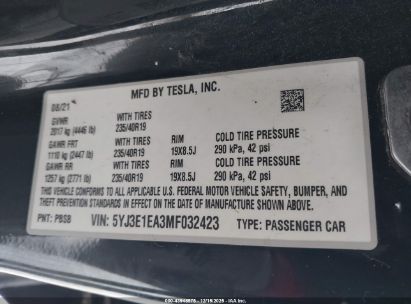 MFD BY TESLA, INC.
08/21
GVWR
2017 kg (4446 lb)
WITH TIRES
235/40R19
GAWR FRT
1110 kg (2447 lb)
WITH TIRES
235/40R19
RIM
19X8.5J
COLD TIRE PRESSURE
290 kPa, 42 psi
GAWR RR
1257 kg (2771 lb)
WITH TIRES
235/40R19
RIM
19X8.5J
COLD TIRE PRESSURE
290 kPa, 42 psi
THIS VEHICLE CONFORMS TO ALL APPLICABLE U.S. FEDERAL MOTOR VEHICLE SAFETY, BUMPER, AND
THEFT PREVENTION STANDARDS IN EFFECT ON THE DATE OF MANUFACTURE SHOWN ABOVE.
PNT: PBSB
VIN: 5YJ3E1EA3MF032423
TYPE: PASSENGER CAR